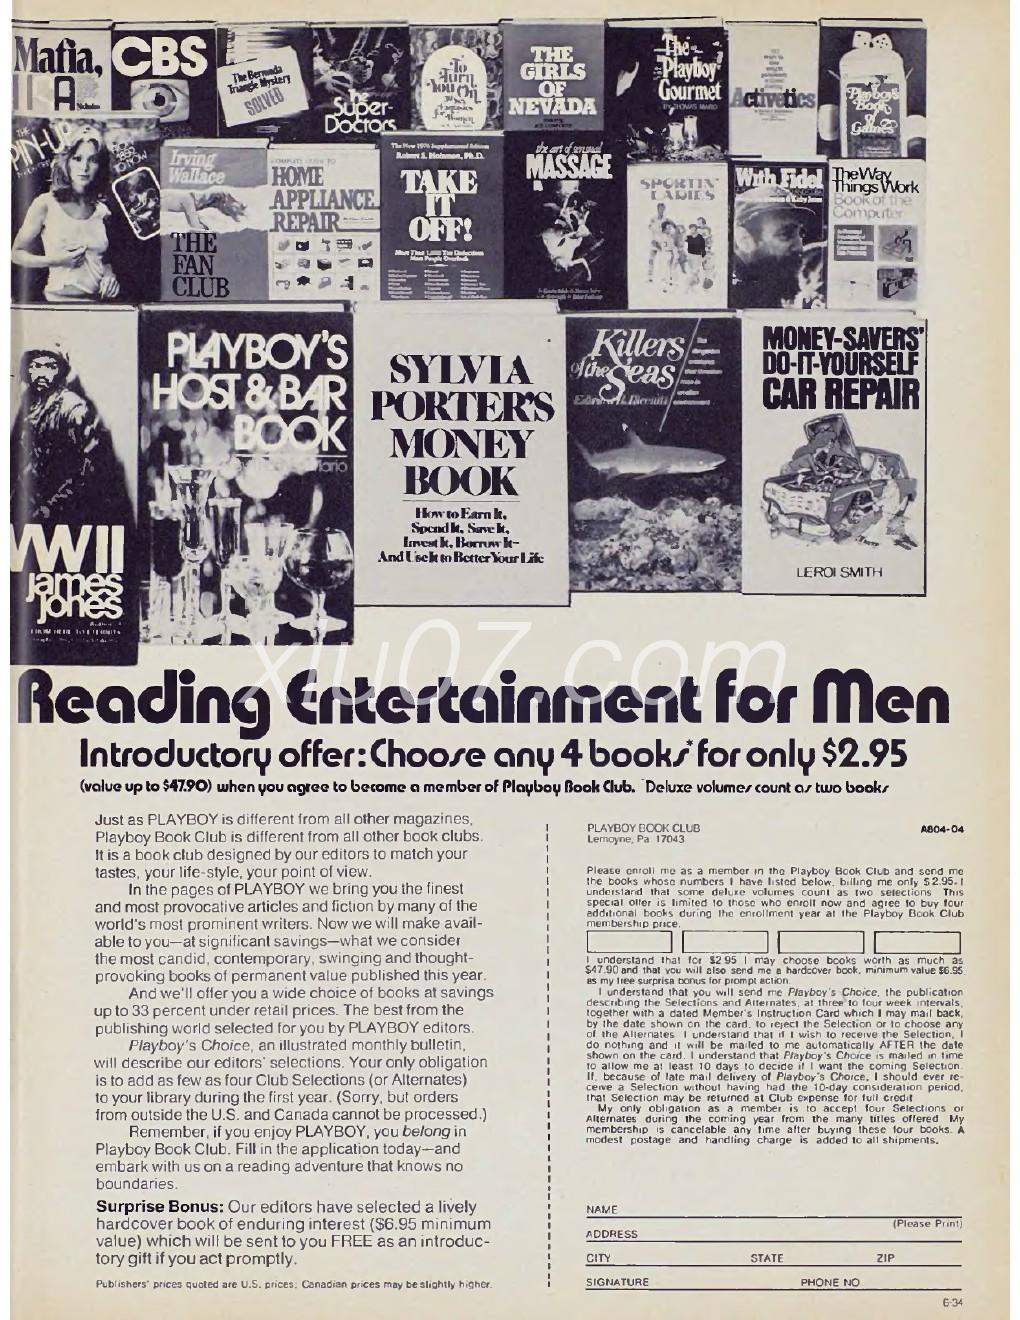 Mafia,
CBS
The Bermuda
Triangle Mystery
SOLVED
The
Super-
Doctors
To
Turn
You On
THE
GIRLS
OF
NEVADA
The
Playboy
Gourmet
BY THOMAS MARIO
Activetics
Playboy's
Book
of
Games
PIN-UP
Irving
Wallace
THE
FAN
CLUB
COMPLETE GUIDE TO
HOME
APPLIANCE
REPAIR
The New 1976 Supplemental Edition
Robert S. Holzman, Ph.D.
TAKE
IT
OFF!
More Than 1,000 Tax Deductions
Most People Overlook
the art of sensual
MASSAGE
SPORTIN'
LADIES
With Fidel
The Way
Things Work
Book of the
Computer
WWII
james
jones
PLAYBOY'S
HOST & BAR
BOOK
SYLVIA
PORTER'S
MONEY
BOOK
How to Earn It,
Spend It, Save It,
Invest It, Borrow It–
And Use It to Better Your Life
Killers
of the Seas
Edward R. Ricciuti
MONEY-SAVERS'
DO-IT-YOURSELF
CAR REPAIR
LEROI SMITH
xiu07.com
Reading Entertainment for Men
Introductory offer: Choose any 4 books* for only $2.95
(value up to $47.90) when you agree to become a member of Playboy Book Club. *Deluxe volumes count as two books
Just as PLAYBOY is different from all other magazines,
Playboy Book Club is different from all other book clubs.
It is a book club designed by our editors to match your
tastes, your life-style, your point of view.
In the pages of PLAYBOY we bring you the finest
and most provocative articles and fiction by many of the
world's most prominent writers. Now we will make avail-
able to you—at significant savings—what we consider
the most candid, contemporary, swinging and thought-
provoking books of permanent value published this year.
And we'll offer you a wide choice of books at savings
up to 33 percent under retail prices. The best from the
publishing world selected for you by PLAYBOY editors.
Playboy's Choice, an illustrated monthly bulletin,
will describe our editors' selections. Your only obligation
is to add as few as four Club Selections (or Alternates)
to your library during the first year. (Sorry, but orders
from outside the U.S. and Canada cannot be processed.)
Remember, if you enjoy PLAYBOY, you belong in
Playboy Book Club. Fill in the application today—and
embark with us on a reading adventure that knows no
boundaries.
Surprise Bonus: Our editors have selected a lively
hardcover book of enduring interest ($6.95 minimum
value) which will be sent to you FREE as an introduc-
tory gift if you act promptly.
Publishers' prices quoted are U.S. prices; Canadian prices may be slightly higher.
PLAYBOY BOOK CLUB A804-04
Lemoyne, Pa. 17043
Please enroll me as a member in the Playboy Book Club and send me
the books whose numbers I have listed below, billing me only $2.95. I
understand that some deluxe volumes count as two selections. This
special offer is limited to those who enroll now and agree to buy four
additional books during the enrollment year at the Playboy Book Club
membership price.
I understand that for $2.95 I may choose books worth as much as
$47.90 and that you will also send me a hardcover book, minimum value $6.95,
as my free surprise bonus for prompt action.
I understand that you will send me Playboy's Choice, the publication
describing the Selections and Alternates, at three to four week intervals,
together with a dated Member's Instruction Card which I may mail back,
by the date shown on the card, to reject the Selection or to choose any
of the Alternates. I understand that if I wish to receive the Selection, I
do nothing and it will be mailed to me automatically AFTER the date
shown on the card. I understand that Playboy's Choice is mailed in time
to allow me at least 10 days to decide if I want the coming Selection.
If, because of late mail delivery of Playboy's Choice, I should ever re-
ceive a Selection without having had the 10-day consideration period,
that Selection may be returned at Club expense for full credit.
My only obligation as a member is to accept four Selections or
Alternates during the coming year from the many titles offered. My
membership is cancelable any time after buying these four books. A
modest postage and handling charge is added to all shipments.
NAME
(Please Print)
ADDRESS
CITY STATE ZIP
SIGNATURE PHONE NO.
6-34